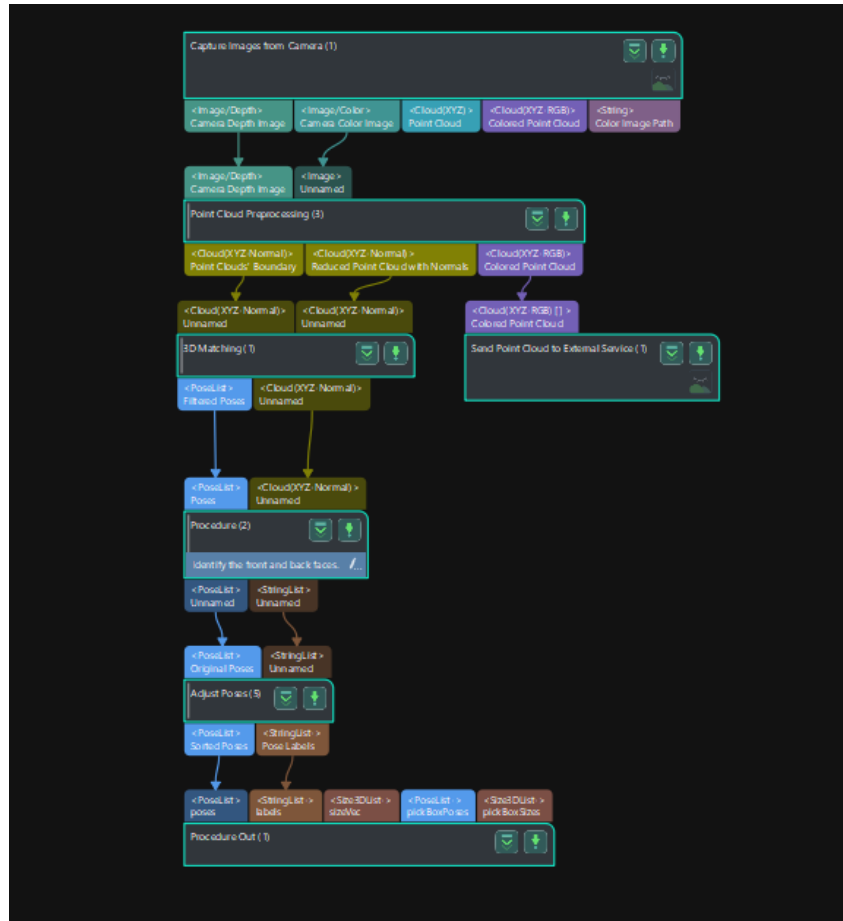 Capture Images from Camera (1)
<Image/Depth> <Image/Color> <Cloud(XYZ) > <Cloud(XYZ-RGB)> <String>
Camera Depth Image Camera Color Image Point Cloud Colored Point Cloud Color Image Path
<Image/Depth> <Image>
Camera Depth Image Unnamed
Point Cloud Preprocessing (3)
<Cloud(XYZ-Normal)> <Cloud(XYZ-Normal) > <Cloud(XYZ-RGB)>
Point Clouds' Boundary Reduced Point Cloud with Normals Colored Point Cloud
<Cloud(XYZ-Normal)> <Cloud(XYZ-Normal)> <Cloud(XYZ-RGB) [] >
Unnamed Unnamed Colored Point Cloud
3D Matching (1) Send Point Cloud to External Service (1)
<PoseList> <Cloud(XYZ-Normal)>
Filtered Poses Unnamed
<PoseList> <Cloud(XYZ-Normal) >
Poses Unnamed
Procedure (2)
Identify the front and back faces.
<PoseList> <StringList>
Unnamed Unnamed
<PoseList> <StringList>
Original Poses Unnamed
Adjust Poses (5)
<PoseList> <StringList->
Sorted Poses Pose Labels
<PoseList> <StringList-> <Size3DList-> <PoseList-> <Size3DList->
poses labels sizeVec pickBoxPoses pickBoxSizes
Procedure Out (1)